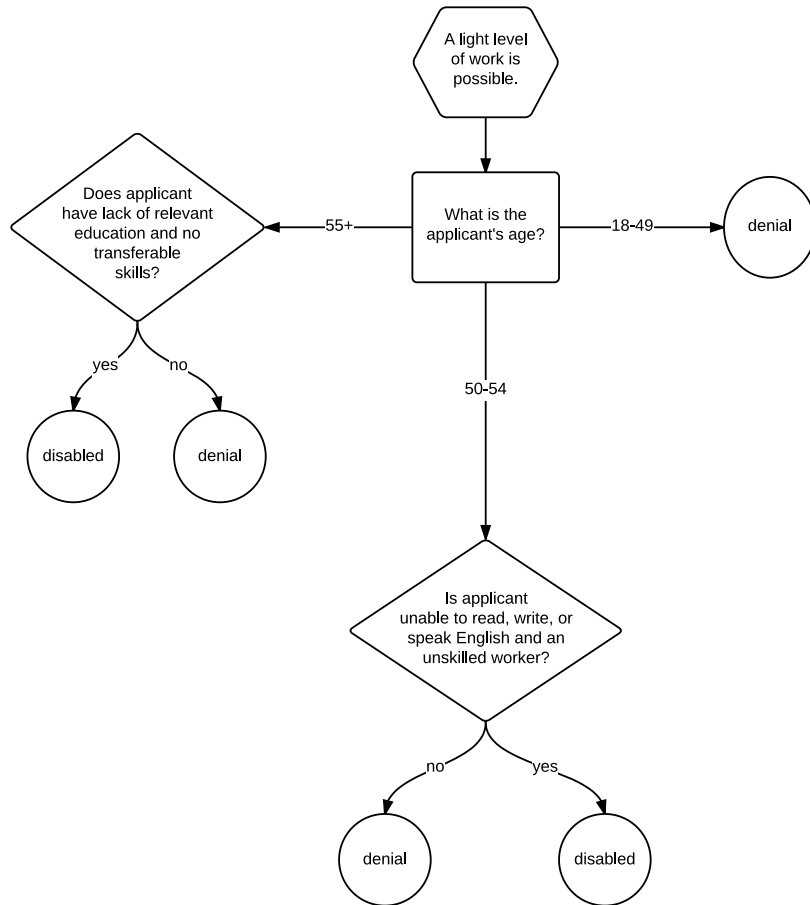 A light level
of work is
possible.
What is the
applicant's age?
55+
18-49
denial
Does applicant
have lack of relevant
education and no
transferable
skills?
yes
no
disabled
denial
50-54
Is applicant
unable to read, write, or
speak English and an
unskilled worker?
no
yes
denial
disabled